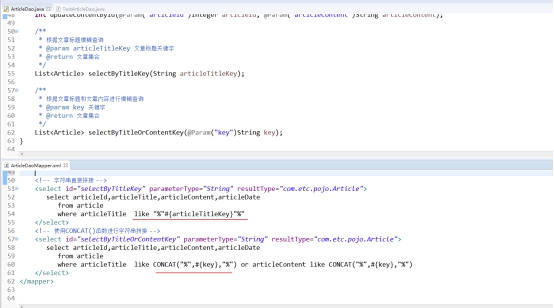 ArticleDao.java TestArticleDao.java
48 int updateContentById(@Param("articleId")Integer articleId, @Param("articleContent")String articleContent);
49
50 /**
51 * 根据文章标题模糊查询
52 * @param articleTitleKey 文章标题关键字
53 * @return 文章集合
54 */
55 List<Article> selectByTitleKey(String articleTitleKey);
56
57 /**
58 * 根据文章标题和文章内容进行模糊查询
59 * @param key 关键字
60 * @return 文章集合
61 */
62 List<Article> selectByTitleOrContentKey(@Param("key")String key);
63 }
64
ArticleDaoMapper.xml
49
50 <!-- 字符串直接拼接 -->
51 <select id="selectByTitleKey" parameterType="String" resultType="com.etc.pojo.Article">
52 select articleId,articleTitle,articleContent,articleDate
53 from article
54 where articleTitle like "%"#{articleTitleKey}"%"
55 </select>
56 <!-- 使用CONCAT()函数进行字符串拼接 -->
57 <select id="selectByTitleOrContentKey" parameterType="String" resultType="com.etc.pojo.Article">
58 select articleId,articleTitle,articleContent,articleDate
59 from article
60 where articleTitle like CONCAT("%",#{key},"%") or articleContent like CONCAT("%",#{key},"%")
61 </select>
62 </mapper>
63
64